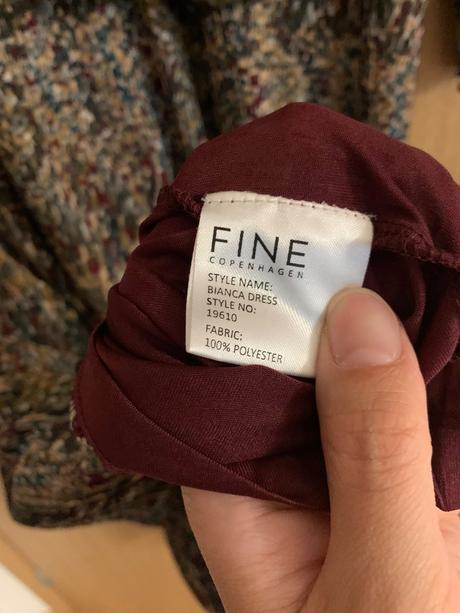 FINE
COPENHAGEN
STYLE NAME:
BIANCA DRESS
STYLE NO:
19610
FABRIC:
100% POLYESTER